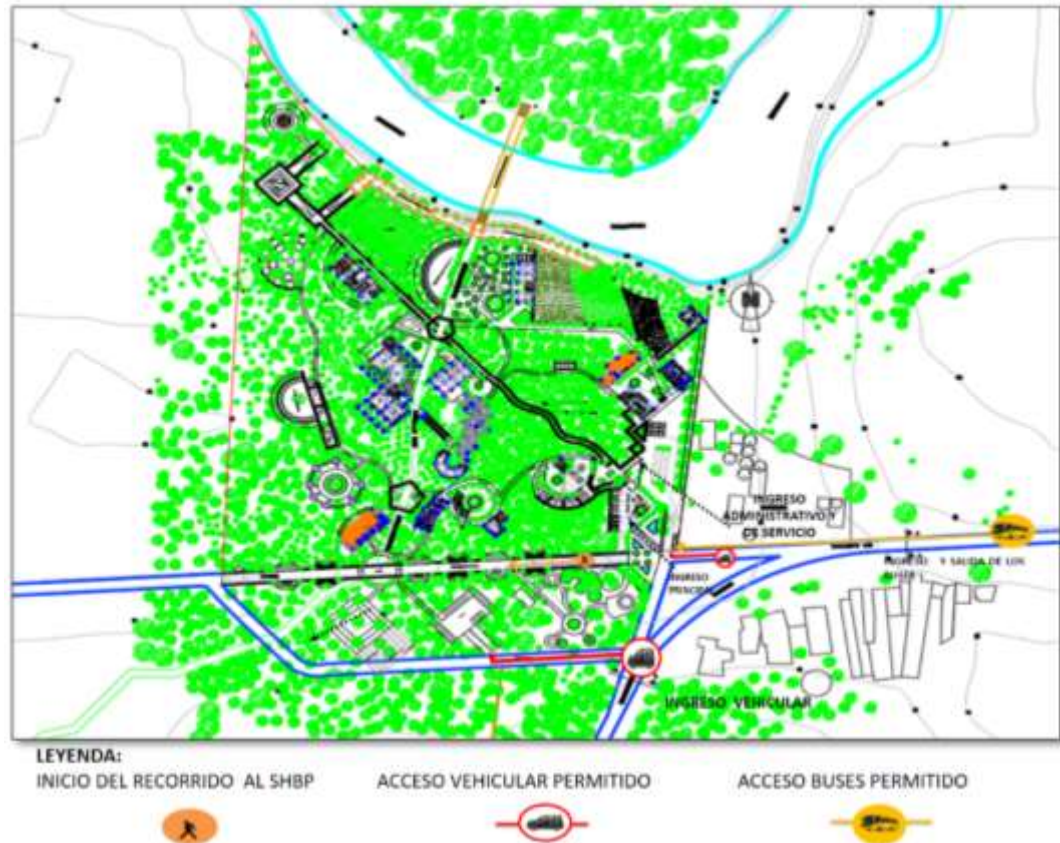 INGRESO
ADMINISTRATIVO Y
DE SERVICIO
INGRESO Y SALIDA DE LOS
INGRESO
INGRESO VEHICULAR
LEYENDA:
INICIO DEL RECORRIDO AL SHBP
ACCESO VEHICULAR PERMITIDO
ACCESO BUSES PERMITIDO